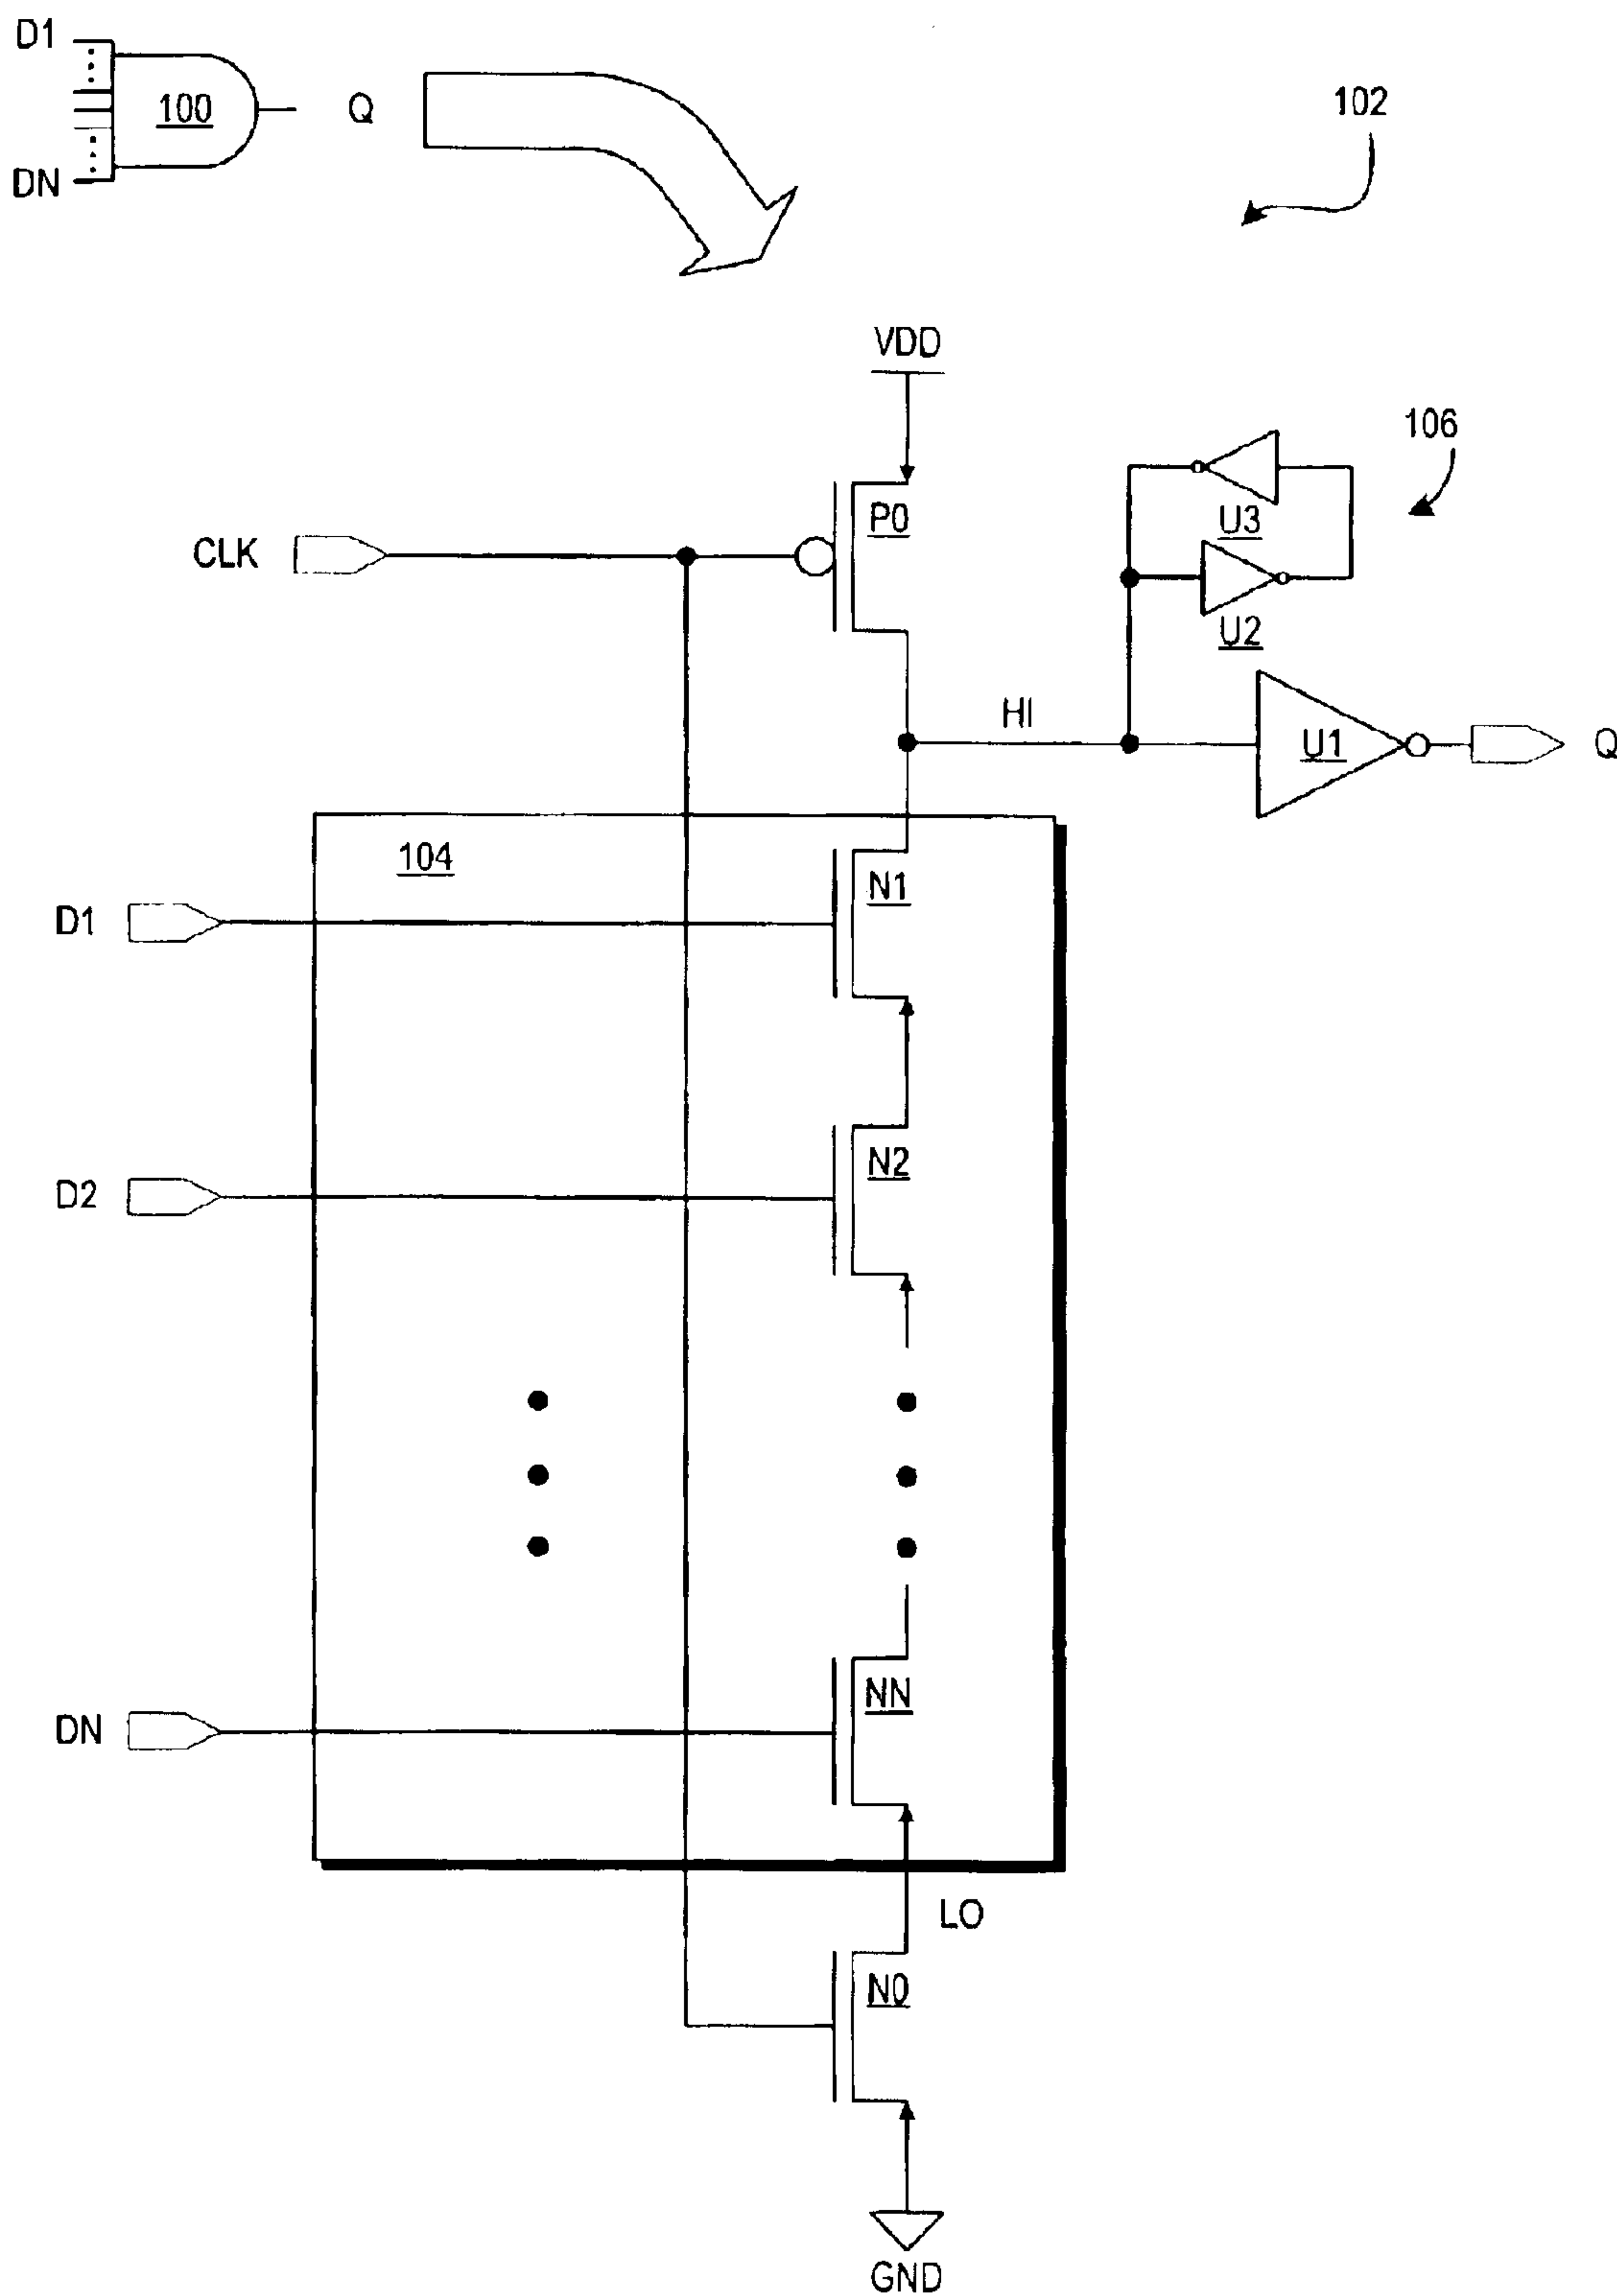 D1
100
Q
DN
102
VDD
106
P0
CLK
U3
U2
HI
U1
Q
104
N1
D1
N2
D2
NN
DN
LO
N0
GND